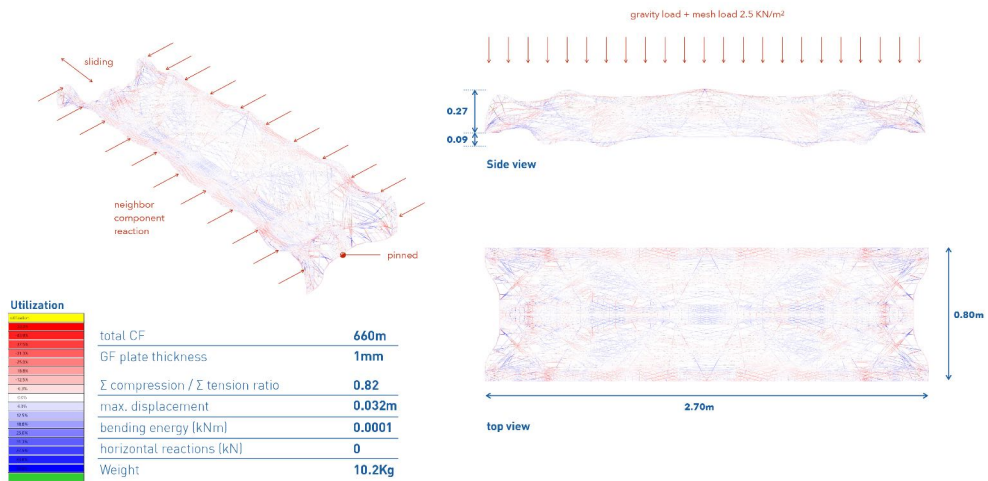 gravity load + mesh load 2.5 KN/m²
sliding
0.27
0.09
Side view
neighbor
component
reaction
pinned
0.80m
2.70m
top view
Utilization
total CF 660m
GF plate thickness 1mm
Σ compression / Σ tension ratio 0.82
max. displacement 0.032m
bending energy (kNm) 0.0001
horizontal reactions (kN) 0
Weight 10.2Kg